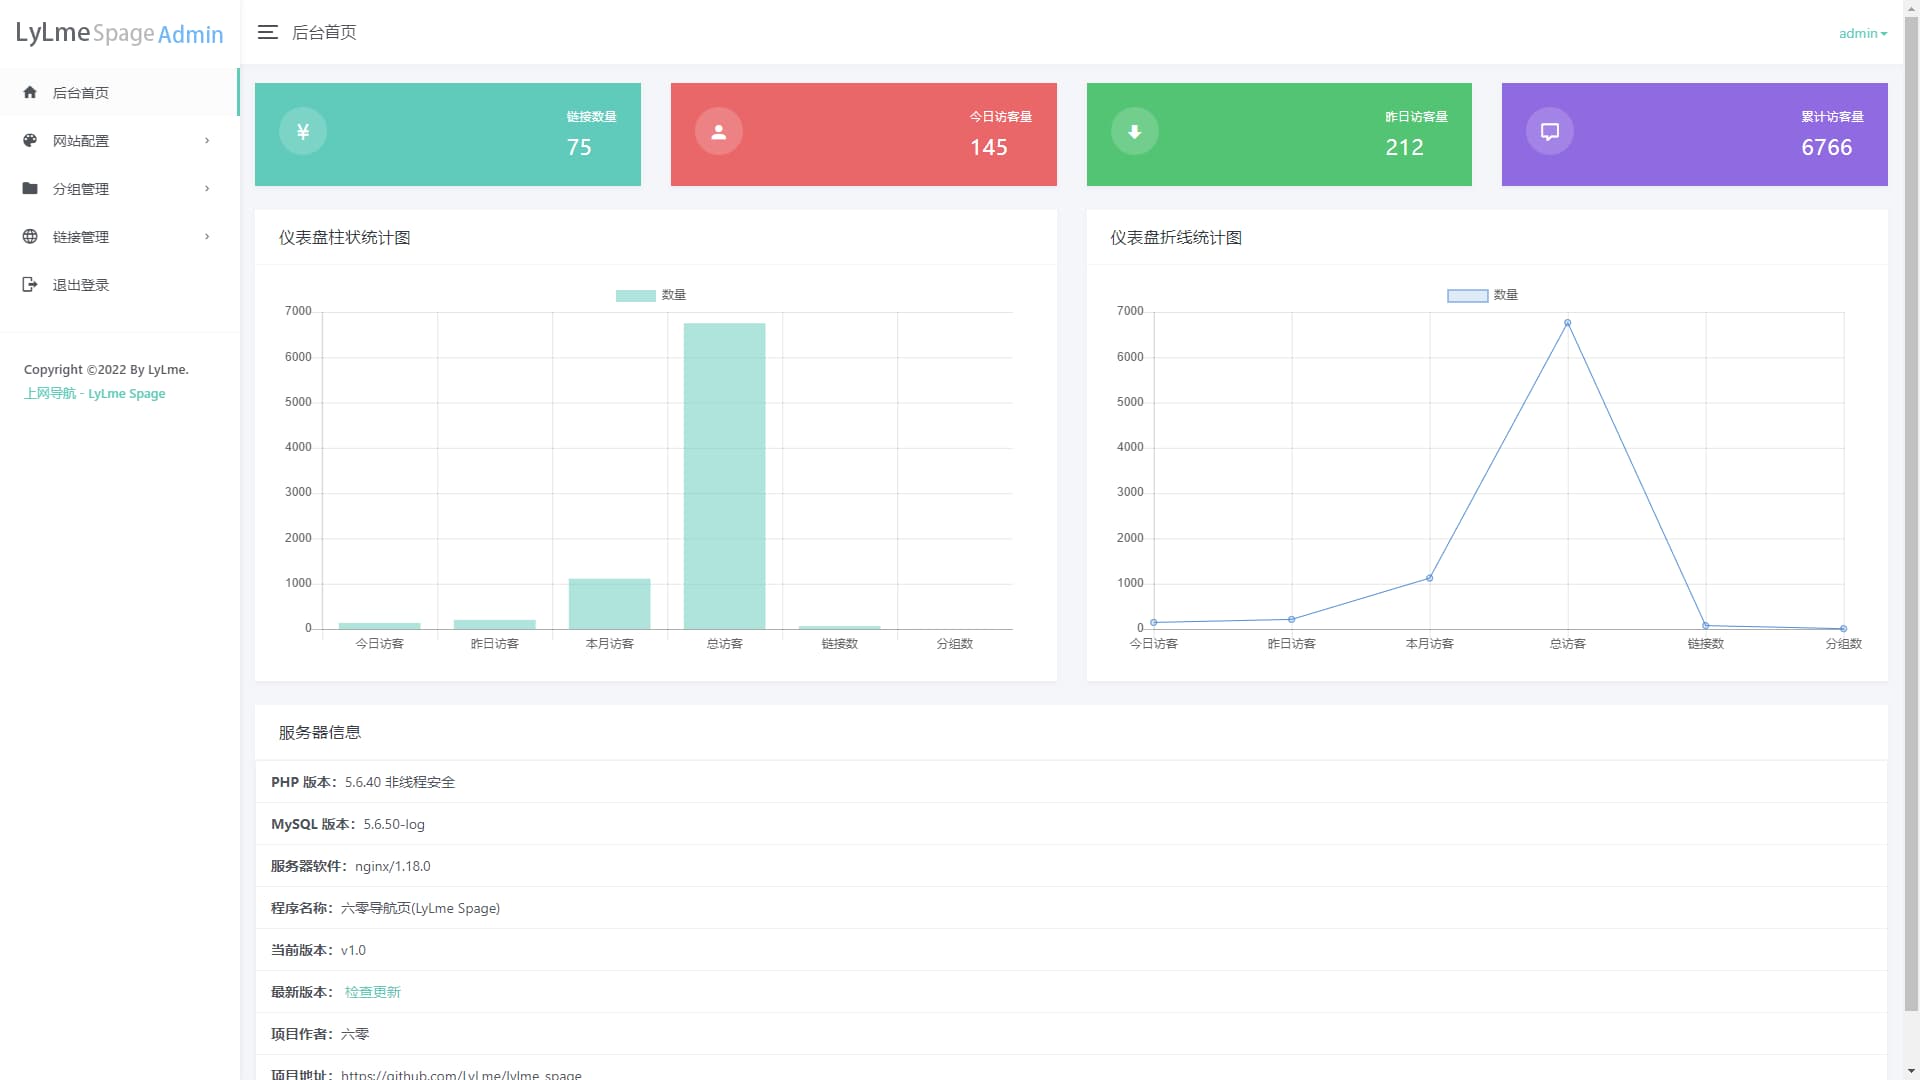 LyLme Spage Admin
后台首页
admin
后台首页
网站配置
分组管理
链接管理
退出登录
Copyright ©2022 By LyLme.
上网导航 - LyLme Spage
¥
链接数量
75
今日访客量
145
昨日访客量
212
累计访客量
6766
仪表盘柱状统计图
数量
7000
6000
5000
4000
3000
2000
1000
0
今日访客 昨日访客 本月访客 总访客 链接数 分组数
仪表盘折线统计图
数量
7000
6000
5000
4000
3000
2000
1000
0
今日访客 昨日访客 本月访客 总访客 链接数 分组数
服务器信息
PHP 版本：5.6.40 非线程安全
MySQL 版本：5.6.50-log
服务器软件：nginx/1.18.0
程序名称：六零导航页(LyLme Spage)
当前版本：v1.0
最新版本： 检查更新
项目作者：六零
项目地址：https://github.com/LyLme/lylme_spage